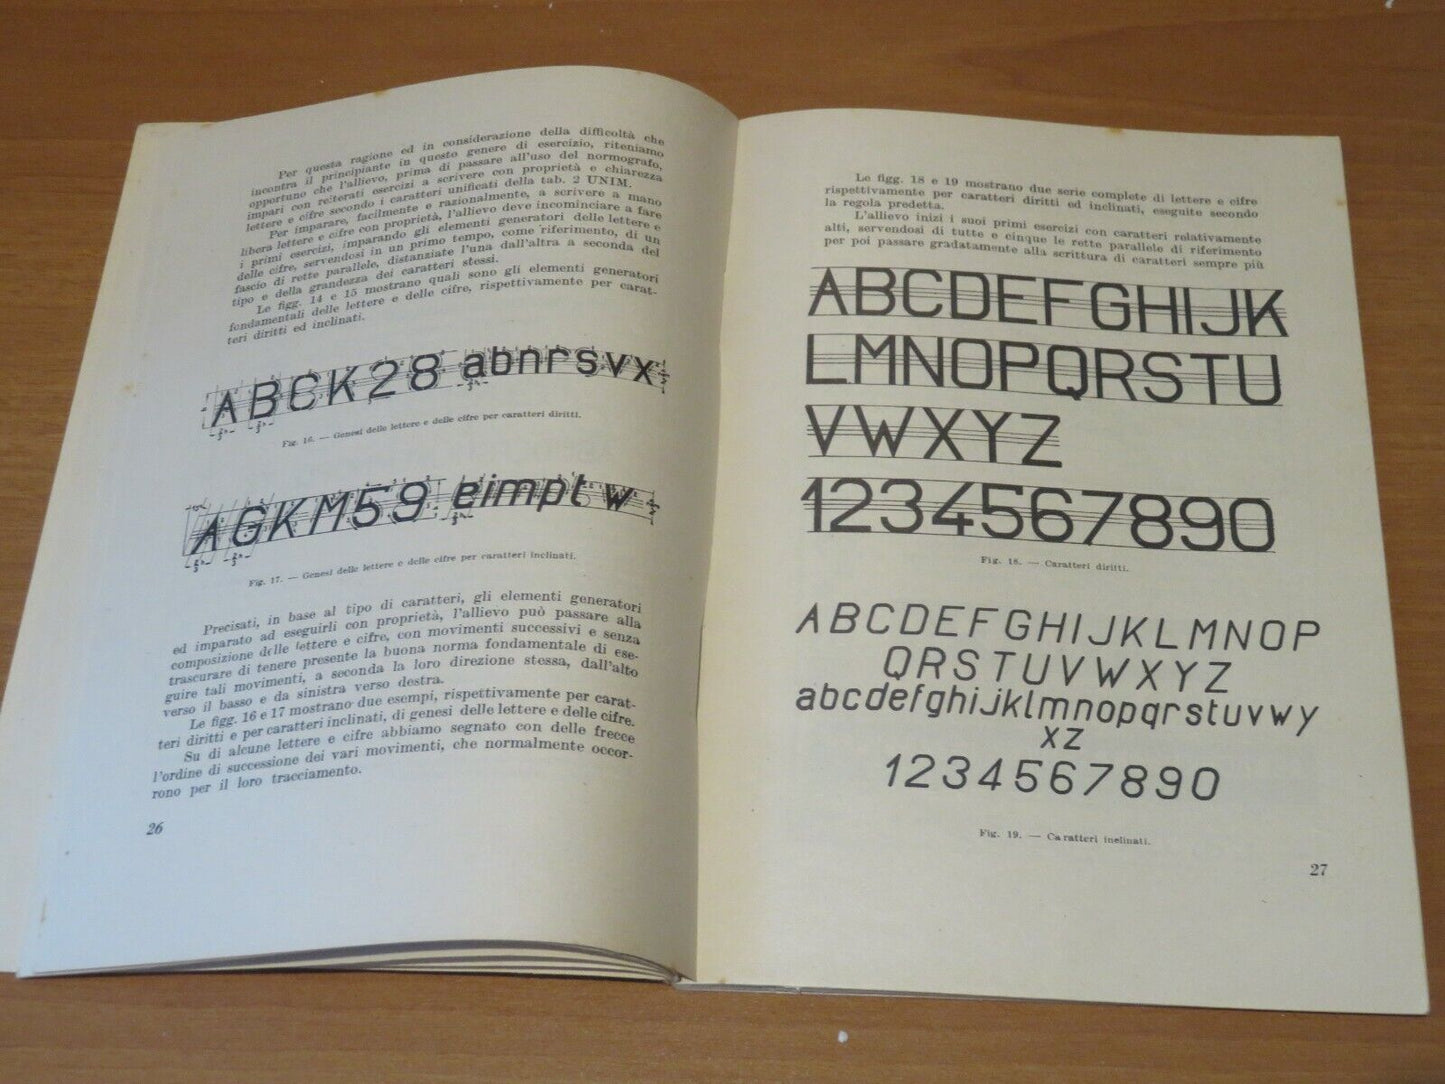 Per questa ragione ed in considerazione della difficoltà che
incontra il principiante in questo genere di esercizio, riteniamo
opportuno che l'allievo, prima di passare all'uso del normografo,
impari con reiterati esercizi a scrivere con proprietà e chiarezza
lettere e cifre secondo i caratteri unificati della tab. 2 UNIM.
Per imparare, facilmente e razionalmente, a scrivere a mano
libera lettere e cifre con proprietà, l'allievo deve incominciare a fare
i primi esercizi, imparando gli elementi generatori delle lettere e
delle cifre, servendosi in un primo tempo, come riferimento, di un
fascio di rette parallele, distanziate l'una dall'altra a seconda del
tipo e della grandezza dei caratteri stessi.
Le figg. 14 e 15 mostrano quali sono gli elementi generatori
fondamentali delle lettere e delle cifre, rispettivamente per carat-
teri diritti ed inclinati.
ABCK28 abnrsvx
Fig. 16. — Genesi delle lettere e delle cifre per caratteri diritti.
AGKM59 eimpt w
Fig. 17. — Genesi delle lettere e delle cifre per caratteri inclinati.
Precisati, in base al tipo di caratteri, gli elementi generatori
ed imparato ad eseguirli con proprietà, l'allievo può passare alla
composizione delle lettere e cifre, con movimenti successivi e senza
trascurare di tenere presente la buona norma fondamentale di ese-
guire tali movimenti, a seconda la loro direzione stessa, dall'alto
verso il basso e da sinistra verso destra.
Le figg. 16 e 17 mostrano due esempi, rispettivamente per carat-
teri diritti e per caratteri inclinati, di genesi delle lettere e delle cifre.
Su di alcune lettere e cifre abbiamo segnato con delle frecce
l'ordine di successione dei vari movimenti, che normalmente occor-
rono per il loro tracciamento.
26
Le figg. 18 e 19 mostrano due serie complete di lettere e cifre
rispettivamente per caratteri diritti ed inclinati, eseguite secondo
la regola predetta.
L'allievo inizi i suoi primi esercizi con caratteri relativamente
alti, servendosi di tutte e cinque le rette parallele di riferimento
per poi passare gradatamente alla scrittura di caratteri sempre più
ABCDEFGHIJK
LMNOPQRSTU
VWXYZ
1234567890
Fig. 18. — Caratteri diritti.
ABCDEFGHIJKLMNOP
QRSTUVWXYZ
abcdefghijklmnopqrstuvwy
XZ
1234567890
Fig. 19. — Caratteri inclinati.
27